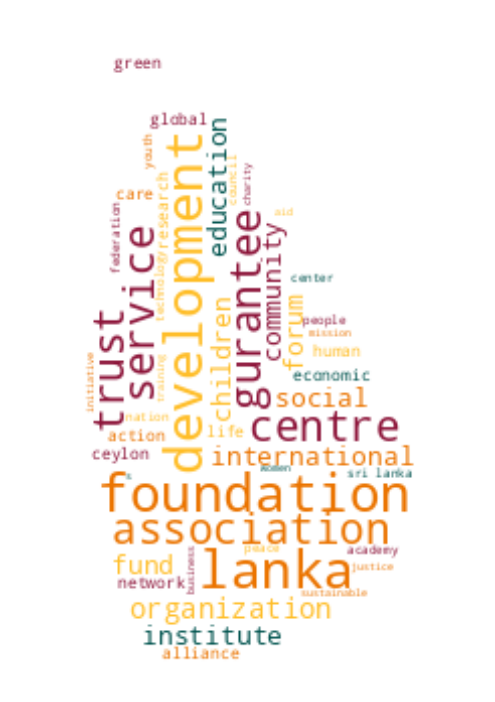 green
global
youth
development
education
council
charity
care
research
federation
service
gurantee
aid
community
technology
center
trust
children
forum
people
mission
human
initiative
training
economic
social
nation
centre
action
life
ceylon
international
women
sri lanka
s
foundation
association
peace
academy
fund
lanka
business
justice
network
sustainable
organization
institute
alliance